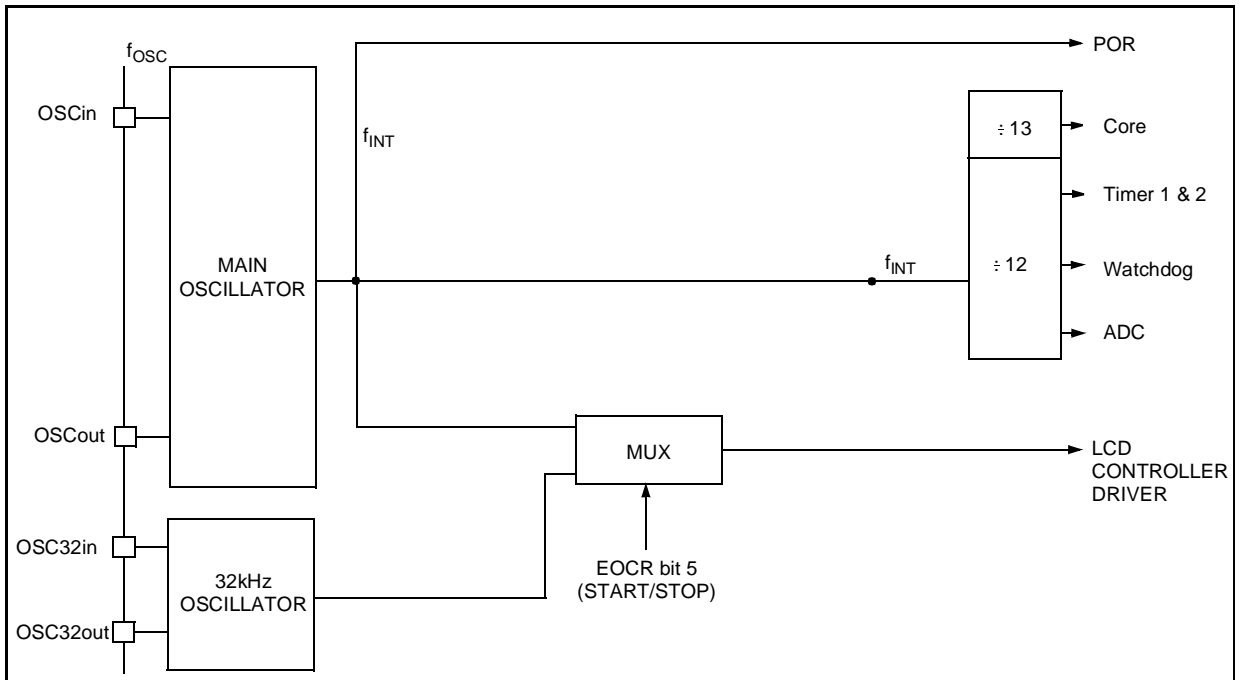 fOSC
POR
OSCin
÷13
Core
fINT
Timer 1 & 2
MAIN
OSCILLATOR
fINT
÷12
Watchdog
ADC
OSCout
MUX
LCD
CONTROLLER
DRIVER
OSC32in
32kHz
OSCILLATOR
EOCR bit 5
(START/STOP)
OSC32out